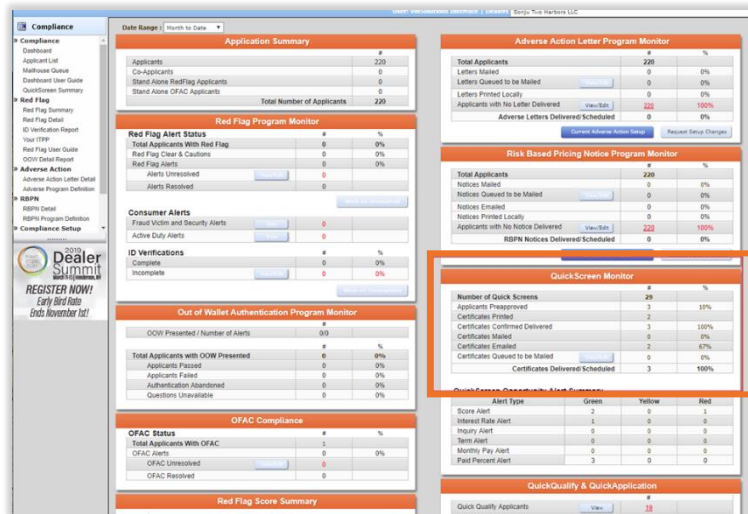 Compliance
» Compliance
Dashboard
Applicant List
Mailhouse Queue
Dashboard User Guide
QuickScreen Summary
» Red Flag
Red Flag Summary
Red Flag Detail
ID Verification Report
Your ITPP
Red Flag User Guide
OOW Detail Report
» Adverse Action
Adverse Action Letter Detail
Adverse Program Definition
» RBPN
RBPN Detail
RBPN Program Definition
» Compliance Setup
2019
Dealer
Summit
REGISTER NOW!
Early Bird Rate
Ends November 1st!
Sonju Two Harbors LLC
Date Range : Month to Date
Application Summary
#
Applicants 220
Co-Applicants 0
Stand Alone RedFlag Applicants 0
Stand Alone OFAC Applicants 0
Total Number of Applicants 220
Red Flag Program Monitor
Red Flag Alert Status # %
Total Applicants With Red Flag 0 0%
Red Flag Clear & Cautions 0 0%
Red Flag Alerts 0 0%
Alerts Unresolved 0
Alerts Resolved 0
Consumer Alerts
Fraud Victim and Security Alerts 0
Active Duty Alerts 0
ID Verifications # %
Complete 0 0%
Incomplete 0 0%
Out of Wallet Authentication Program Monitor
#
OOW Presented / Number of Alerts 0/0
# %
Total Applicants with OOW Presented 0 0%
Applicants Passed 0 0%
Applicants Failed 0 0%
Authentication Abandoned 0 0%
Questions Unavailable 0 0%
OFAC Compliance
OFAC Status # %
Total Applicants With OFAC 1
OFAC Alerts 0 0%
OFAC Unresolved 0
OFAC Resolved 0
Red Flag Score Summary
Adverse Action Letter Program Monitor
# %
Total Applicants 220
Letters Mailed 0 0%
Letters Queued to be Mailed 0 0%
Letters Printed Locally 0 0%
Applicants with No Letter Delivered View/Edit 220 100%
Adverse Letters Delivered/Scheduled 0 0%
Current Adverse Action Setup Request Setup Changes
Risk Based Pricing Notice Program Monitor
# %
Total Applicants 220
Notices Mailed 0 0%
Notices Queued to be Mailed 0 0%
Notices Emailed 0 0%
Notices Printed Locally 0 0%
Applicants with No Notice Delivered View/Edit 220 100%
RBPN Notices Delivered/Scheduled 0 0%
QuickScreen Monitor
# %
Number of Quick Screens 29
Applicants Preapproved 3 10%
Certificates Printed 2
Certificates Confirmed Delivered 3 100%
Certificates Mailed 0 0%
Certificates Emailed 2 67%
Certificates Queued to be Mailed 0 0%
Certificates Delivered/Scheduled 3 100%
QuickScreen Opportunity Alert Summary
Alert Type Green Yellow Red
Score Alert 2 0 1
Interest Rate Alert 1 0 0
Inquiry Alert 0 0 0
Term Alert 0 0 0
Monthly Pay Alert 0 0 0
Paid Percent Alert 3 0 0
QuickQualify & QuickApplication
#
Quick Qualify Applicants View 19